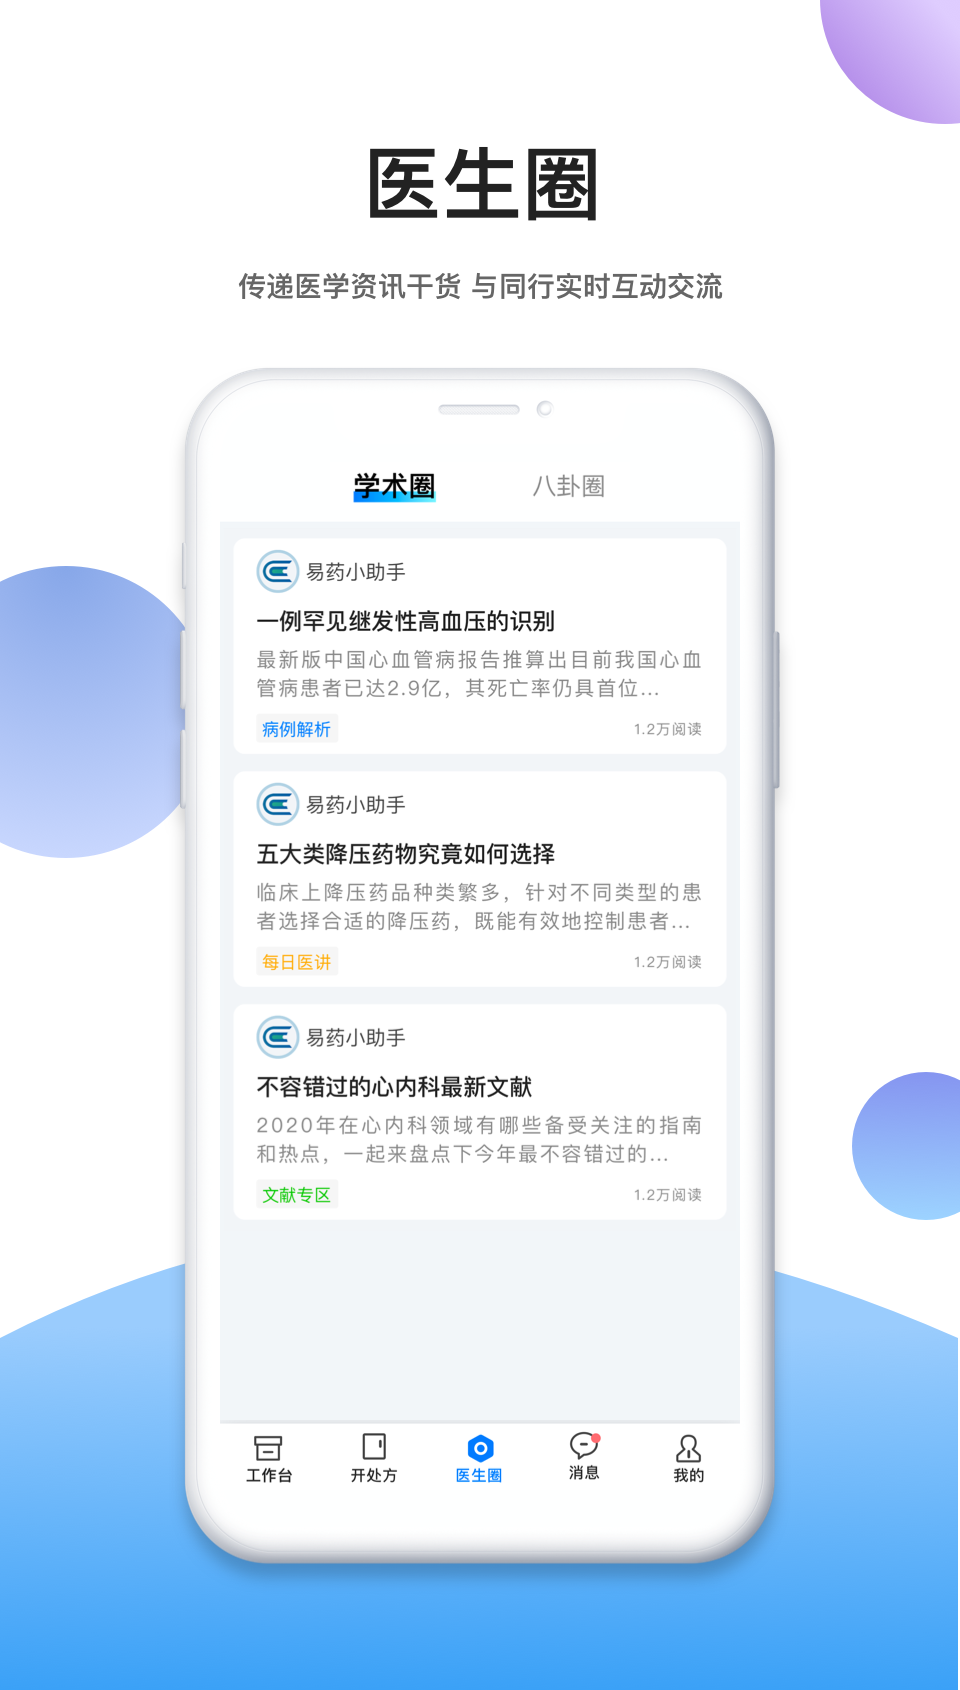 医生圈
传递医学资讯干货 与同行实时互动交流
学术圈 八卦圈
易药小助手
一例罕见继发性高血压的识别
最新版中国心血管病报告推算出目前我国心血
管病患者已达2.9亿，其死亡率仍具首位...
病例解析 1.2万阅读
易药小助手
五大类降压药物究竟如何选择
临床上降压药品种类繁多，针对不同类型的患
者选择合适的降压药，既能有效地控制患者...
每日医讲 1.2万阅读
易药小助手
不容错过的心内科最新文献
2020年在心内科领域有哪些备受关注的指南
和热点，一起来盘点下今年最不容错过的...
文献专区 1.2万阅读
工作台 开处方 医生圈 消息 我的